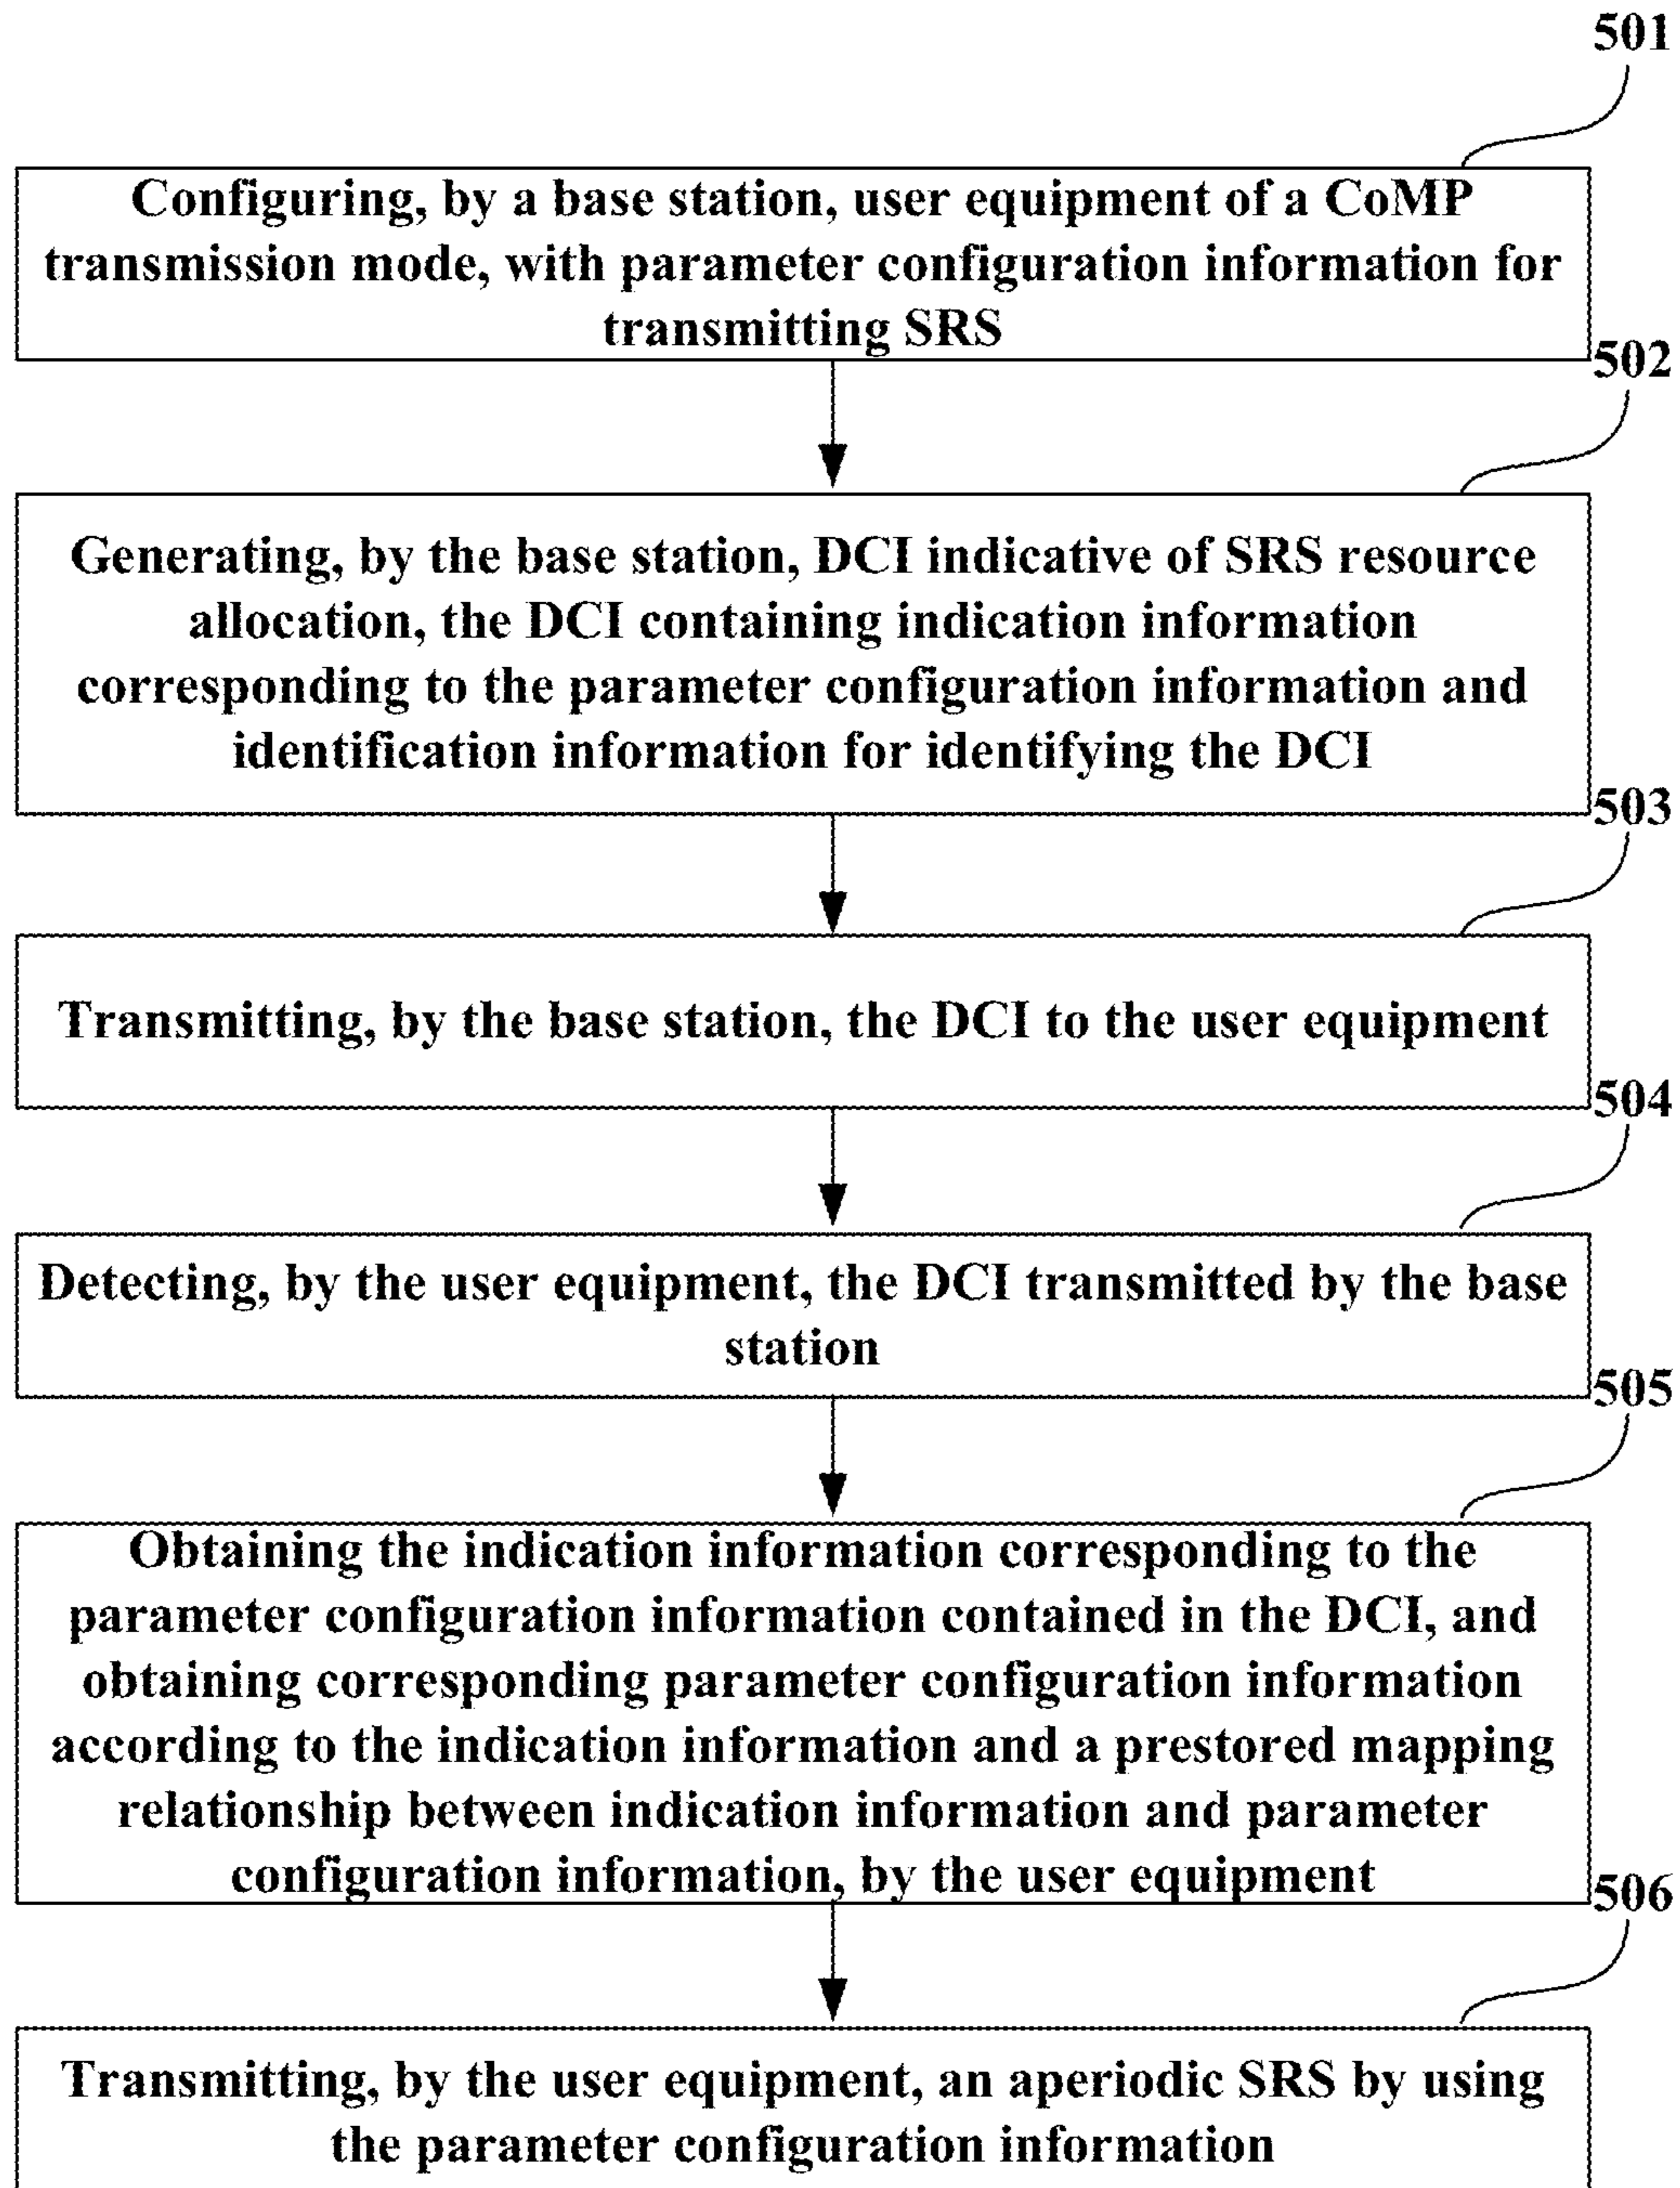 501
Configuring, by a base station, user equipment of a CoMP
transmission mode, with parameter configuration information for
transmitting SRS
502
Generating, by the base station, DCI indicative of SRS resource
allocation, the DCI containing indication information
corresponding to the parameter configuration information and
identification information for identifying the DCI
503
Transmitting, by the base station, the DCI to the user equipment
504
Detecting, by the user equipment, the DCI transmitted by the base
station
505
Obtaining the indication information corresponding to the
parameter configuration information contained in the DCI, and
obtaining corresponding parameter configuration information
according to the indication information and a prestored mapping
relationship between indication information and parameter
configuration information, by the user equipment
506
Transmitting, by the user equipment, an aperiodic SRS by using
the parameter configuration information